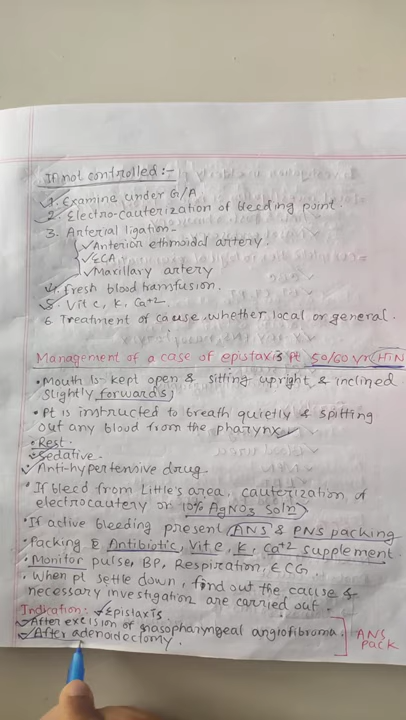 If not controlled :-
1. Examine under G/A.
2. Electro-cauterization of bleeding point.
3. Arterial ligation-
✓Anterior ethmoidal artery.
✓ECA.
✓Maxillary artery
4. Fresh blood transfusion.
5. Vit C, K, Ca+2.
6. Treatment of cause whether local or general.
Management of a case of epistaxis pt 50/60 yr HTN
• Mouth is kept open & sitting upright & inclined
slightly forwards,
• Pt is instructed to breath quietly & spitting
out any blood from the pharynx
• Rest.
• Sedative.
✓Anti-hypertensive drug.
• If bleed from Little's area, cauterization of
electrocautery or 10% AgNO3 Soln
• If active bleeding present ANS & PNS packing
• Packing c̄ Antibiotic, Vit C, K, Ca+2 supplement.
• Monitor pulse, BP, Respiration, ECG.
• When pt settle down, find out the cause &
necessary investigation are carried out.
Indication: ✓Epistaxis
✓After excision of nasopharyngeal angiofibroma.
✓After adenoidectomy.
ANS
pack